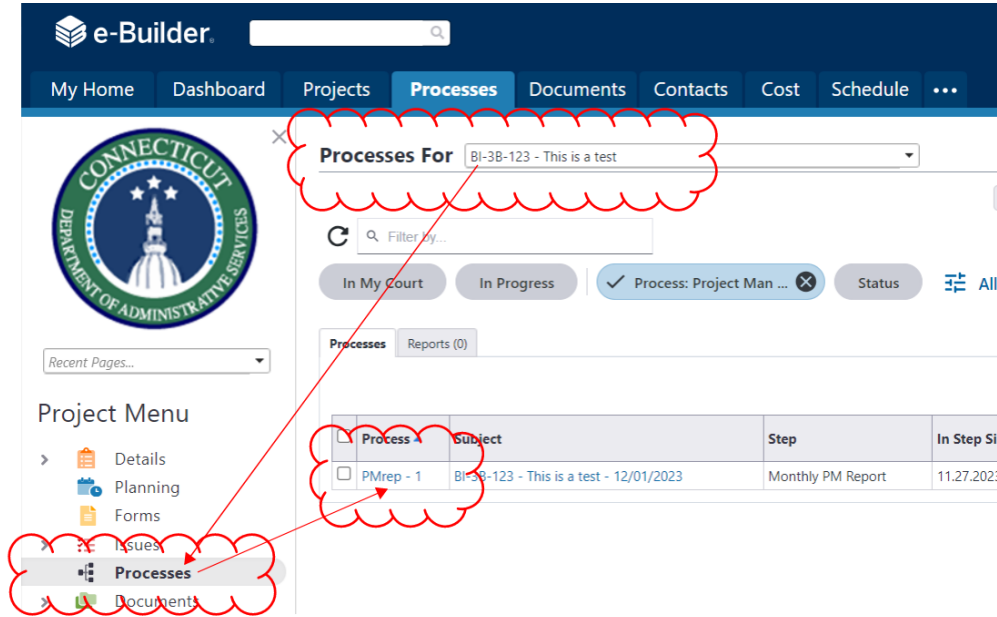 e-Builder
My Home Dashboard Projects Processes Documents Contacts Cost Schedule •••
CONNECTICUT
DEPARTMENT OF ADMINISTRATIVE SERVICES
Processes For BI-3B-123 - This is a test
Filter by...
In My Court In Progress Process: Project Man ... Status All
Recent Pages...
Processes Reports (0)
Project Menu
Process Subject Step In Step Si
PMrep - 1 BI-3B-123 - This is a test - 12/01/2023 Monthly PM Report 11.27.2023
Details
Planning
Forms
Issues
Processes
Documents